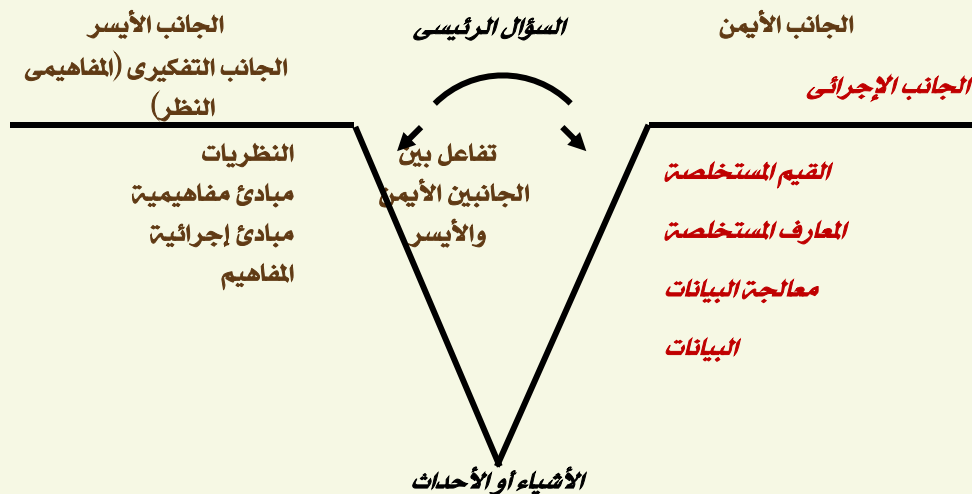 الجانب الأيمن
السؤال الرئيسى
الجانب الأيسر
الجانب الإجرائى
الجانب التفكيرى (المفاهيمى
النظر)
القيم المستخلصة
المعارف المستخلصة
معالجة البيانات
البيانات
تفاعل بين
الجانبين الأيمن
والأيسر
النظريات
مبادئ مفاهيمية
مبادئ إجرائية
المفاهيم
الأشياء أو الأحداث